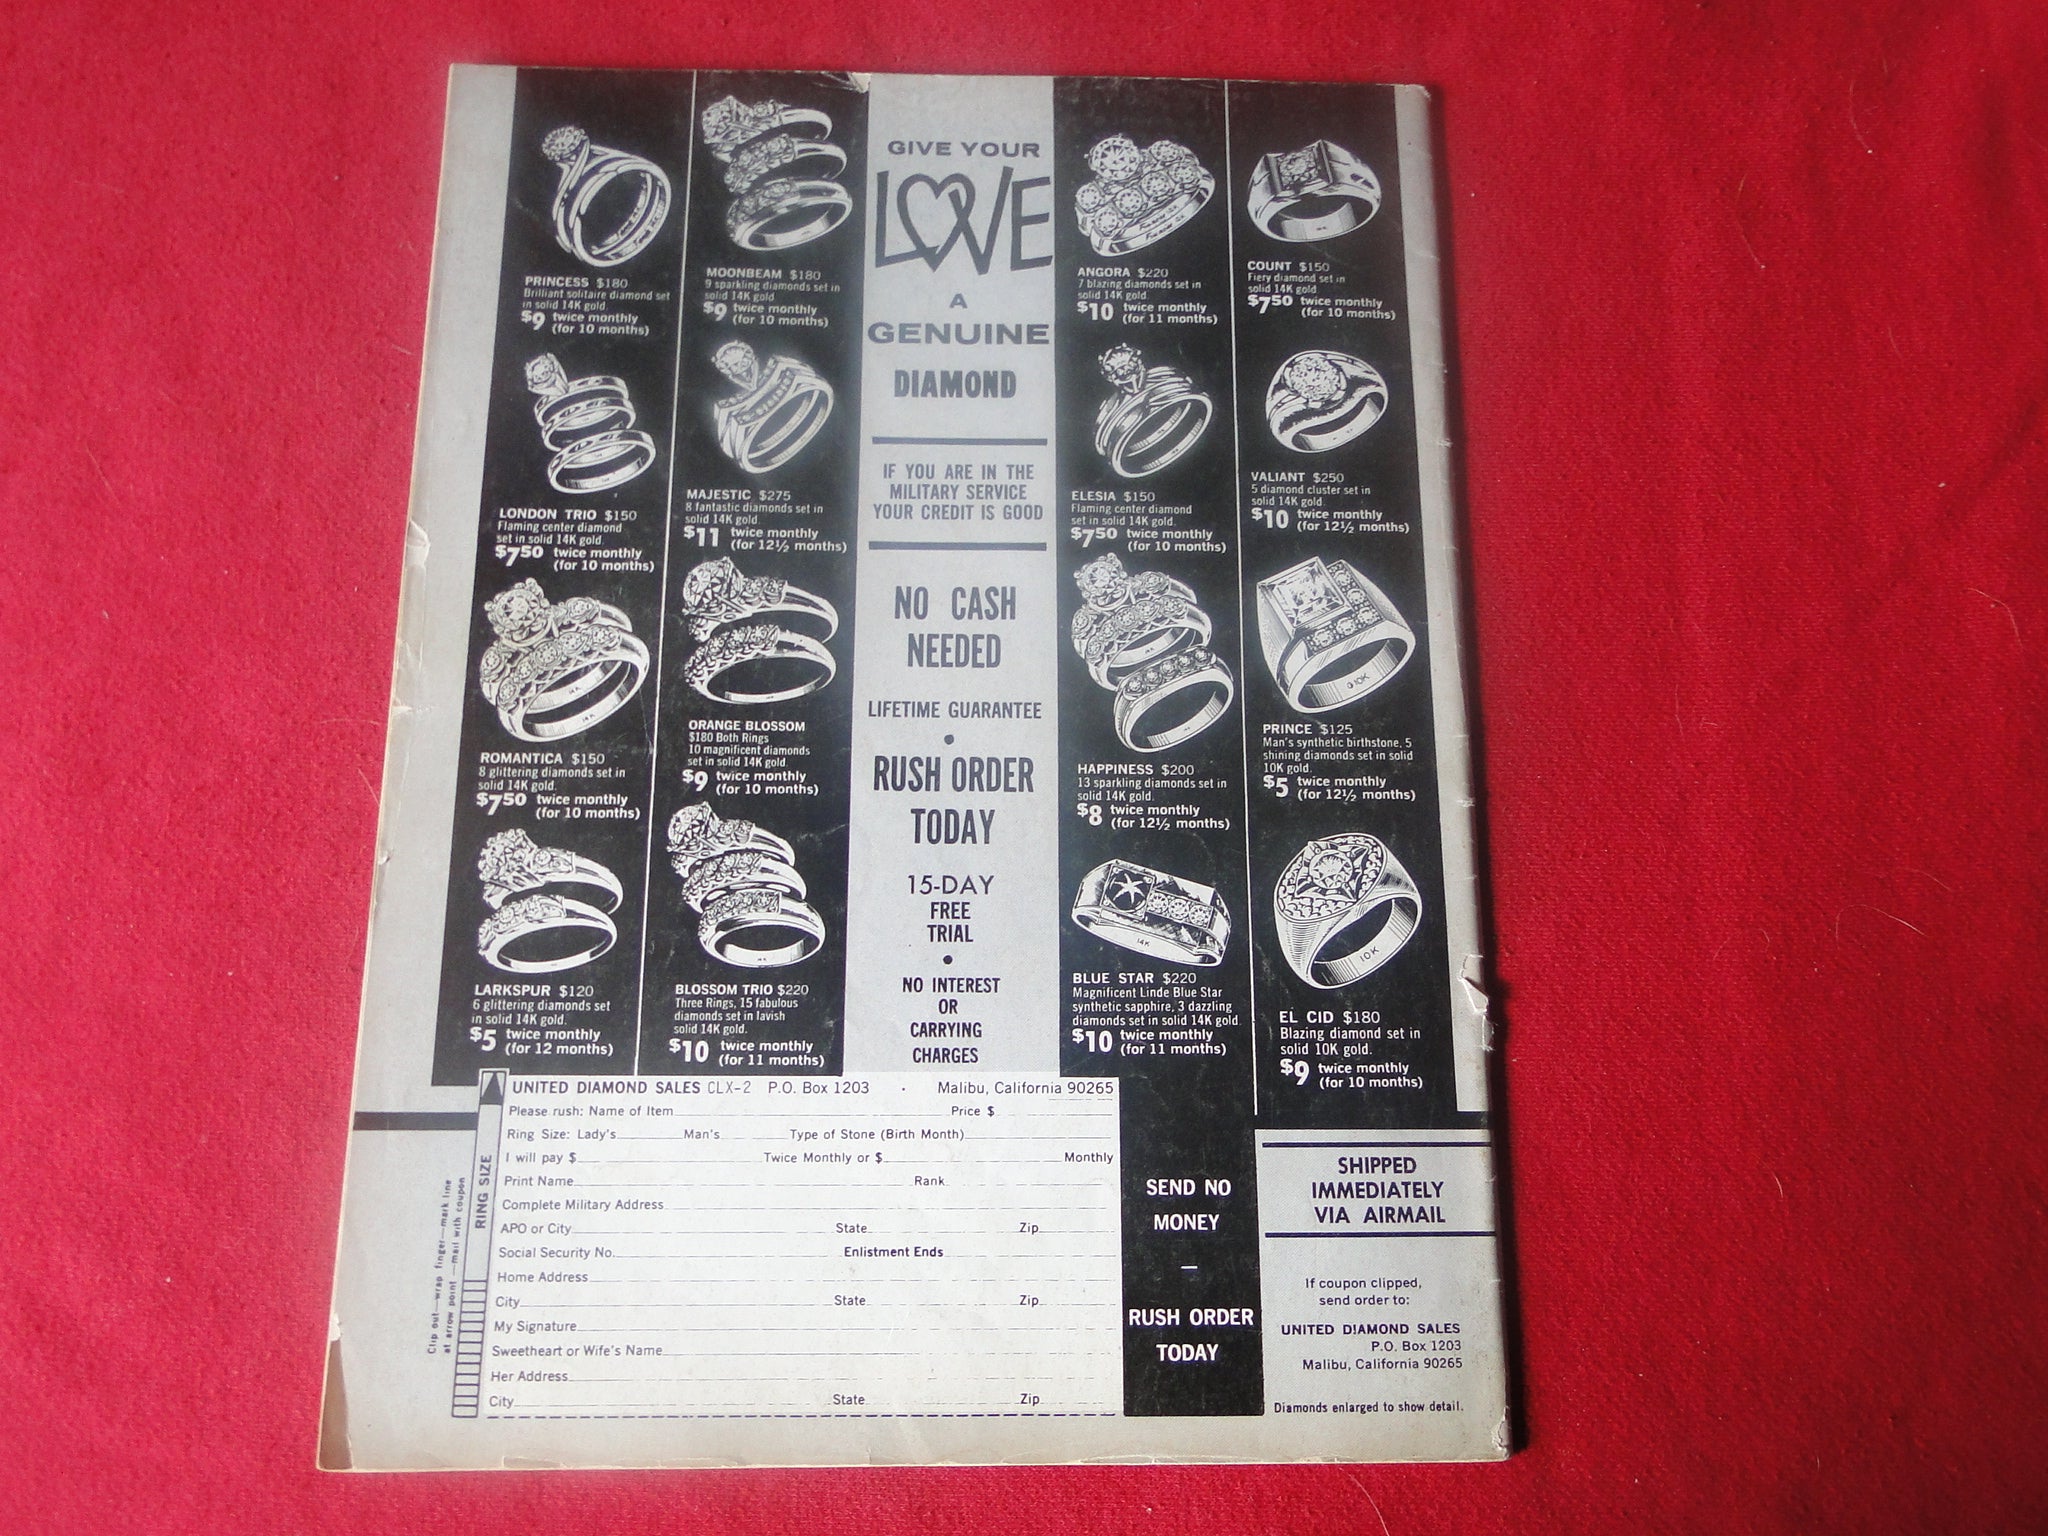 PRINCESS $180
Brilliant solitaire diamond set
in solid 14K gold.
$9 twice monthly
(for 10 months)
LONDON TRIO $150
Flaming center diamond
set in solid 14K gold.
$750 twice monthly
(for 10 months)
ROMANTICA $150
8 glittering diamonds set in
solid 14K gold.
$750 twice monthly
(for 10 months)
LARKSPUR $120
6 glittering diamonds set
in solid 14K gold.
$5 twice monthly
(for 12 months)
MOONBEAM $180
9 sparkling diamonds set in
solid 14K gold
$9 twice monthly
(for 10 months)
MAJESTIC $275
8 fantastic diamonds set in
solid 14K gold.
$11 twice monthly
(for 12½ months)
ORANGE BLOSSOM
$180 Both Rings
10 magnificent diamonds
set in solid 14K gold.
$9 twice monthly
(for 10 months)
BLOSSOM TRIO $220
Three Rings, 15 fabulous
diamonds set in lavish
solid 14K gold.
$10 twice monthly
(for 11 months)
GIVE YOUR
LOVE
A
GENUINE
DIAMOND
IF YOU ARE IN THE
MILITARY SERVICE
YOUR CREDIT IS GOOD
NO CASH
NEEDED
LIFETIME GUARANTEE
•
RUSH ORDER
TODAY
15-DAY
FREE
TRIAL
•
NO INTEREST
OR
CARRYING
CHARGES
ANGORA $220
7 blazing diamonds set in
solid 14K gold.
$10 twice monthly
(for 11 months)
ELESIA $150
Flaming center diamond
set in solid 14K gold.
$750 twice monthly
(for 10 months)
14K
HAPPINESS $200
13 sparkling diamonds set in
solid 14K gold.
$8 twice monthly
(for 12½ months)
14K
BLUE STAR $220
Magnificent Linde Blue Star
synthetic sapphire, 3 dazzling
diamonds set in solid 14K gold.
$10 twice monthly
(for 11 months)
COUNT $150
Fiery diamond set in
solid 14K gold.
$750 twice monthly
(for 10 months)
VALIANT $250
5 diamond cluster set in
solid 14K gold.
$10 twice monthly
(for 12½ months)
10K
PRINCE $125
Man's synthetic birthstone, 5
shining diamonds set in solid
10K gold.
$5 twice monthly
(for 12½ months)
10K
EL CID $180
Blazing diamond set in
solid 10K gold.
$9 twice monthly
(for 10 months)
UNITED DIAMOND SALES CLX-2 P.O. Box 1203 · Malibu, California 90265
Please rush: Name of Item Price $
Ring Size: Lady's Man's Type of Stone (Birth Month)
I will pay $ Twice Monthly or $ Monthly
Print Name Rank
Complete Military Address
APO or City State Zip
Social Security No. Enlistment Ends
Home Address
City State Zip
My Signature
Sweetheart or Wife's Name
Her Address
City State Zip
RING SIZE
Clip out—wrap finger—mark line
at arrow point—mail with coupon
SEND NO
MONEY
—
RUSH ORDER
TODAY
SHIPPED
IMMEDIATELY
VIA AIRMAIL
If coupon clipped,
send order to:
UNITED DIAMOND SALES
P.O. Box 1203
Malibu, California 90265
Diamonds enlarged to show detail.